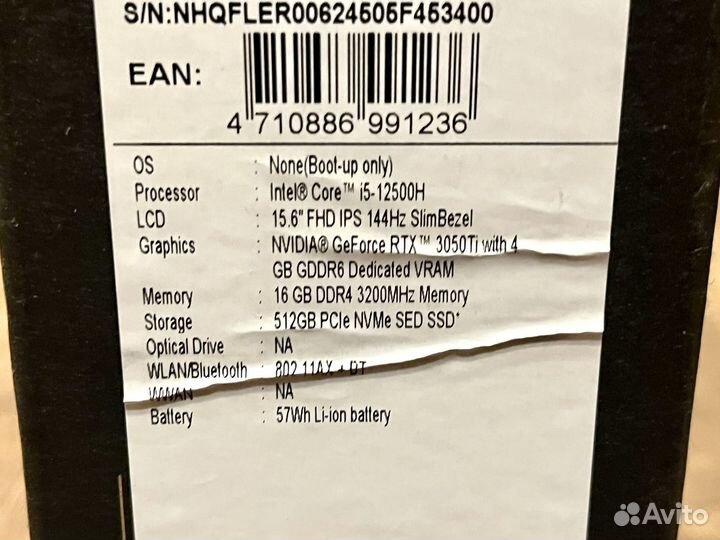 S/N:NHQFLER00624505F453400
EAN:
4 710886 991236
OS : None(Boot-up only)
Processor : Intel® Core™ i5-12500H
LCD : 15.6" FHD IPS 144Hz SlimBezel
Graphics : NVIDIA® GeForce RTX™ 3050Ti with 4
GB GDDR6 Dedicated VRAM
Memory : 16 GB DDR4 3200MHz Memory
Storage : 512GB PCIe NVMe SED SSD*
Optical Drive : NA
WLAN/Bluetooth : 802.11AX + BT
WWAN : NA
Battery : 57Wh Li-ion battery
Avito